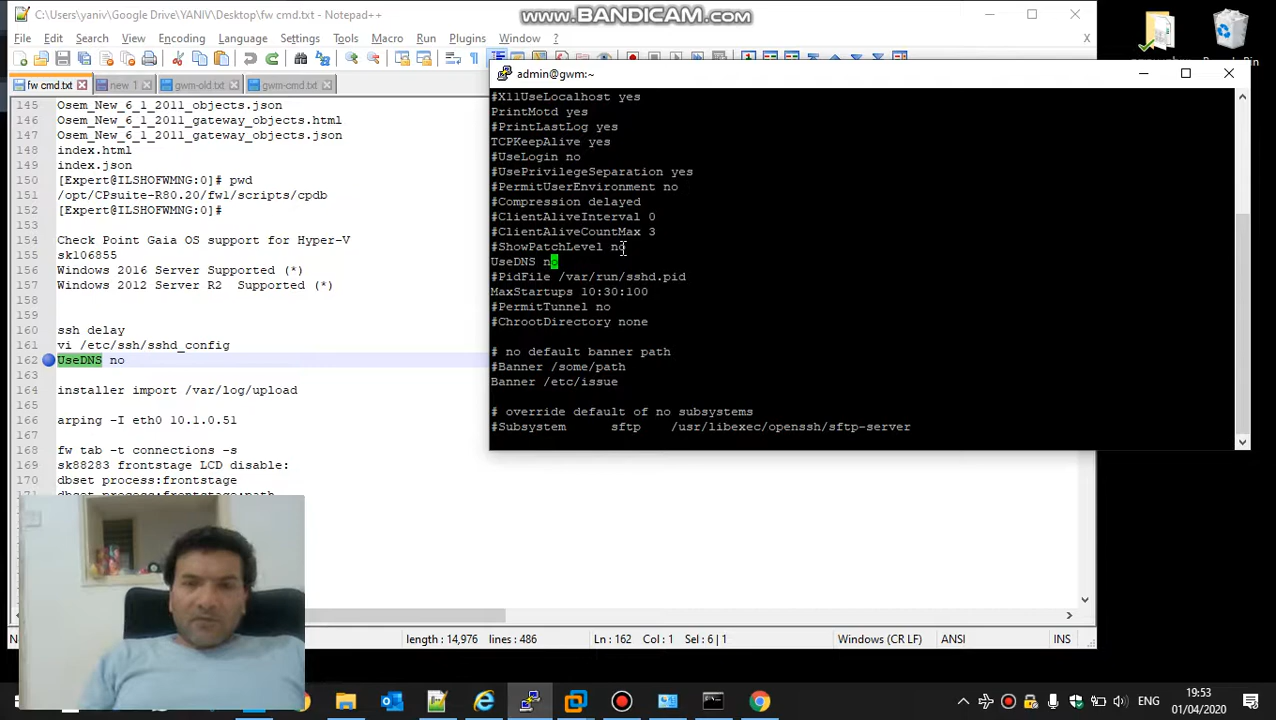 C:\Users\yaniv\Google Drive\YANIV\Desktop\fw cmd.txt - Notepad++
www.BANDICAM.com
File Edit Search View Encoding Language Settings Tools Macro Run Plugins Window ?
X
fw cmd.txt new 1 gwm-old.txt gwm-cmd.txt
145 Osem_New_6_1_2011_objects.json
146 Osem_New_6_1_2011_gateway_objects.html
147 Osem_New_6_1_2011_gateway_objects.json
148 index.html
149 index.json
150 [Expert@ILSHOFWMNG:0]# pwd
151 /opt/CPsuite-R80.20/fw1/scripts/cpdb
152 [Expert@ILSHOFWMNG:0]#
153
154 Check Point Gaia OS support for Hyper-V
155 sk106855
156 Windows 2016 Server Supported (*)
157 Windows 2012 Server R2  Supported (*)
158
159
160 ssh delay
161 vi /etc/ssh/sshd_config
162 UseDNS no
163
164 installer import /var/log/upload
165
166 arping -I eth0 10.1.0.51
167
168 fw tab -t connections -s
169 sk88283 frontstage LCD disable:
170 dbset process:frontstage
171 dbset process:frontstage:path
admin@gwm:~
#X11UseLocalhost yes
PrintMotd yes
#PrintLastLog yes
TCPKeepAlive yes
#UseLogin no
#UsePrivilegeSeparation yes
#PermitUserEnvironment no
#Compression delayed
#ClientAliveInterval 0
#ClientAliveCountMax 3
#ShowPatchLevel no
UseDNS no
#PidFile /var/run/sshd.pid
MaxStartups 10:30:100
#PermitTunnel no
#ChrootDirectory none
# no default banner path
#Banner /some/path
Banner /etc/issue
# override default of no subsystems
#Subsystem      sftp    /usr/libexec/openssh/sftp-server
length : 14,976 lines : 486 Ln : 162 Col : 1 Sel : 6 | 1 Windows (CR LF) ANSI INS
ENG
19:53
01/04/2020